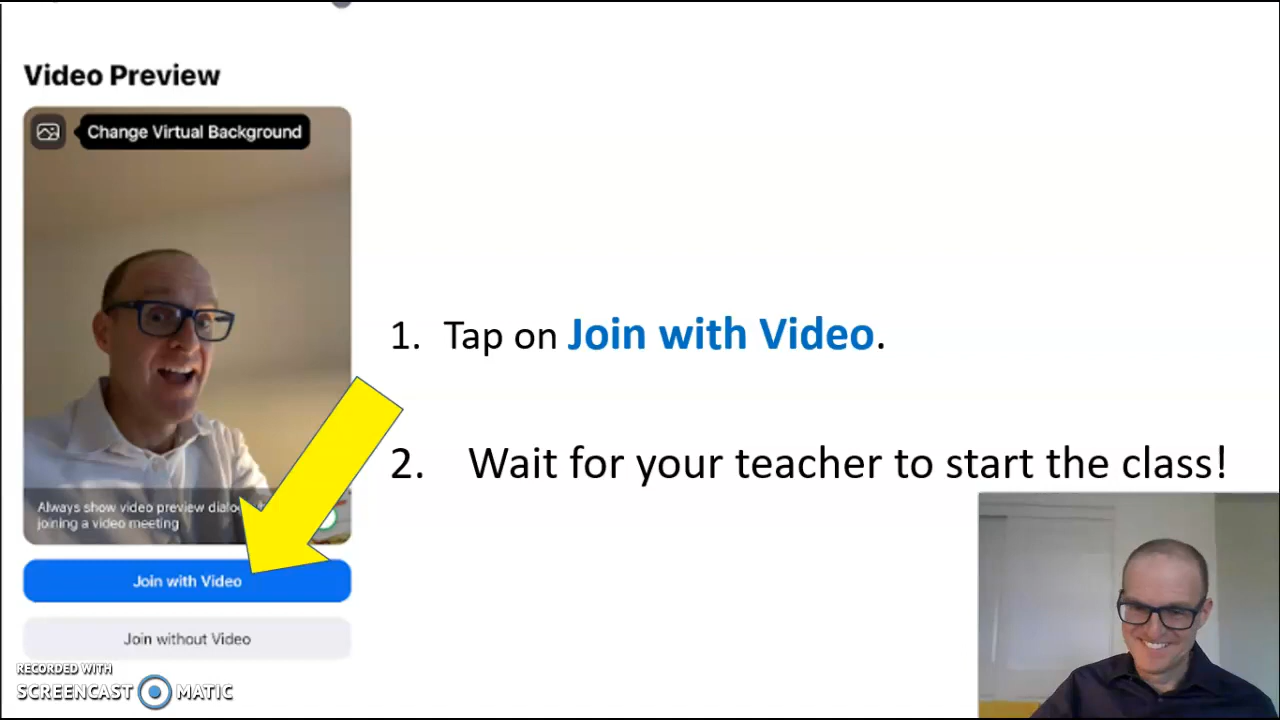 Video Preview
Change Virtual Background
Always show video preview dialog
joining a video meeting
Join with Video
Join without Video
1. Tap on Join with Video.
2. Wait for your teacher to start the class!
RECORDED WITH
SCREENCAST MATIC